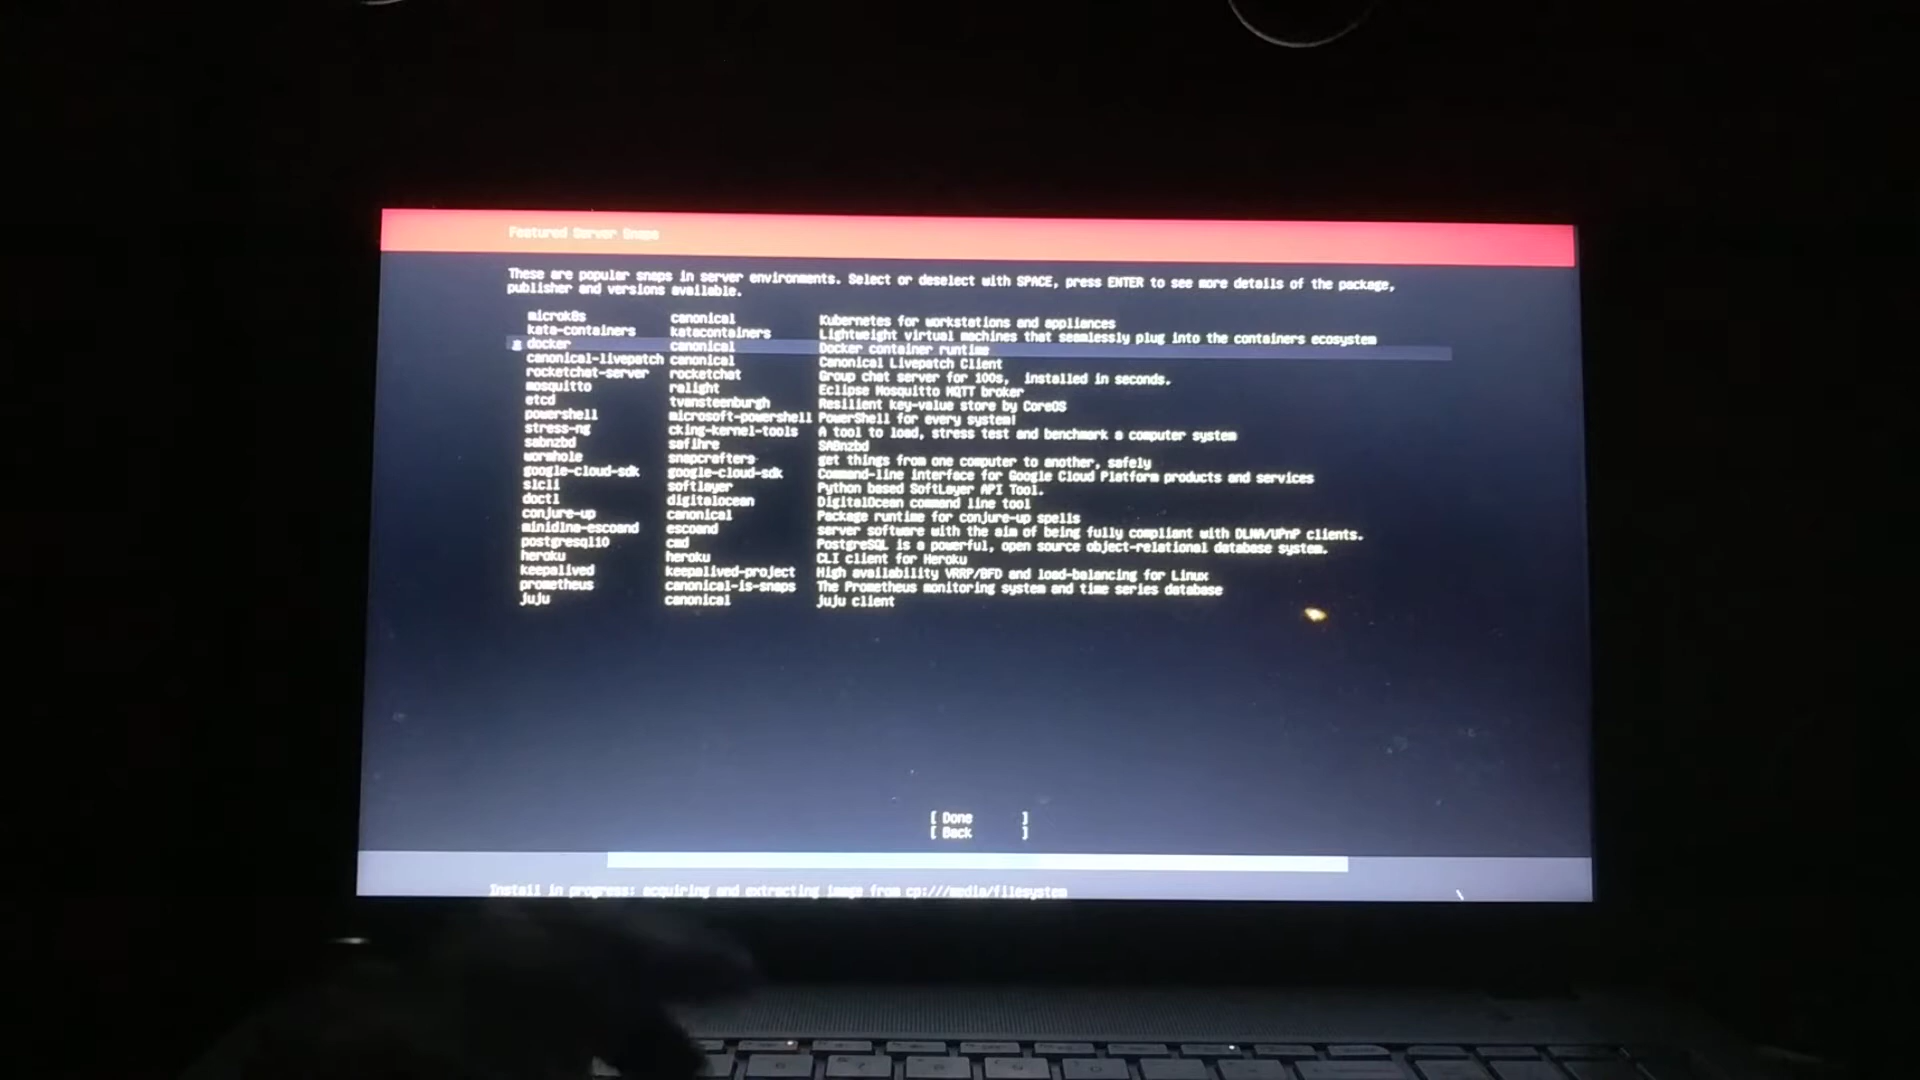 Featured Server Snaps
These are popular snaps in server environments. Select or deselect with SPACE, press ENTER to see more details of the package,
publisher and versions available.
microk8s canonical Kubernetes for workstations and appliances
kata-containers katacontainers Lightweight virtual machines that seamlessly plug into the containers ecosystem
docker canonical Docker container runtime
canonical-livepatch canonical Canonical Livepatch Client
rocketchat-server rocketchat Group chat server for 100s, installed in seconds.
mosquitto ralight Eclipse Mosquitto MQTT broker
etcd tvansteenburgh Resilient key-value store by CoreOS
powershell microsoft-powershell PowerShell for every system!
stress-ng cking-kernel-tools A tool to load, stress test and benchmark a computer system
sabnzbd safihre SABnzbd
wormhole snapcrafters get things from one computer to another, safely
google-cloud-sdk google-cloud-sdk Command-line interface for Google Cloud Platform products and services
slcli softlayer Python based SoftLayer API Tool.
doctl digitalocean DigitalOcean command line tool
conjure-up canonical Package runtime for conjure-up spells
minidlna-escoand escoand server software with the aim of being fully compliant with DLNA/UPnP clients.
postgresql10 cmd PostgreSQL is a powerful, open source object-relational database system.
heroku heroku CLI client for Heroku
keepalived keepalived-project High availability VRRP/BFD and load-balancing for Linux
prometheus canonical-is-snaps The Prometheus monitoring system and time series database
juju canonical juju client
[ Done ]
[ Back ]
Install in progress: acquiring and extracting image from cp:///media/filesystem